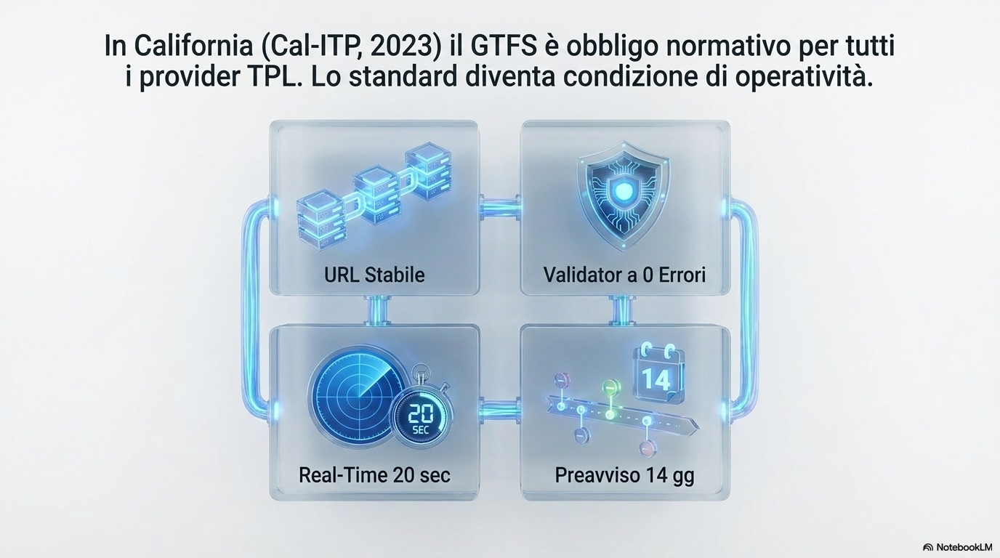 In California (Cal-ITP, 2023) il GTFS è obbligo normativo per tutti
i provider TPL. Lo standard diventa condizione di operatività.
URL Stabile
Validator a 0 Errori
20
SEC
Real-Time 20 sec
14
Preavviso 14 gg
NotebookLM